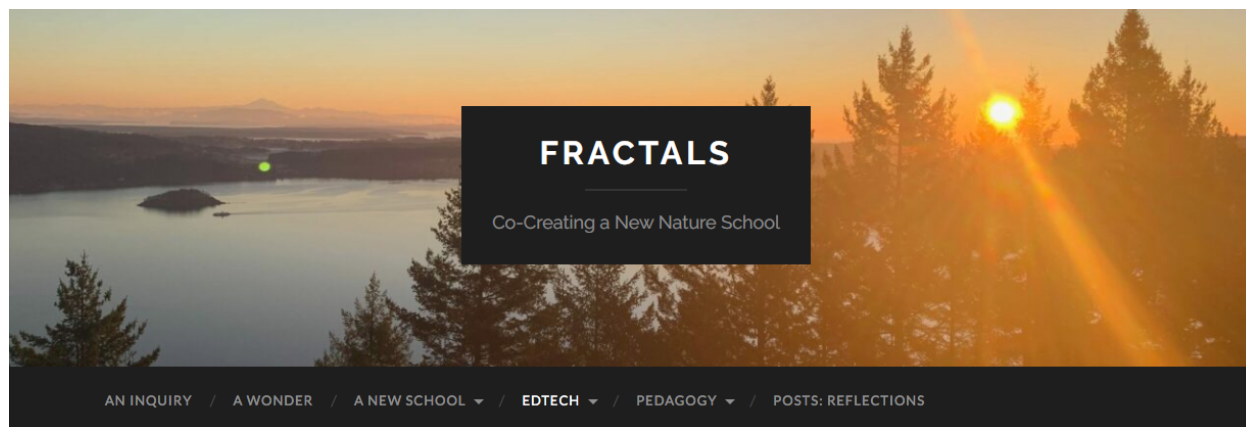 FRACTALS
Co-Creating a New Nature School
AN INQUIRY / A WONDER / A NEW SCHOOL / EDTECH / PEDAGOGY / POSTS: REFLECTIONS